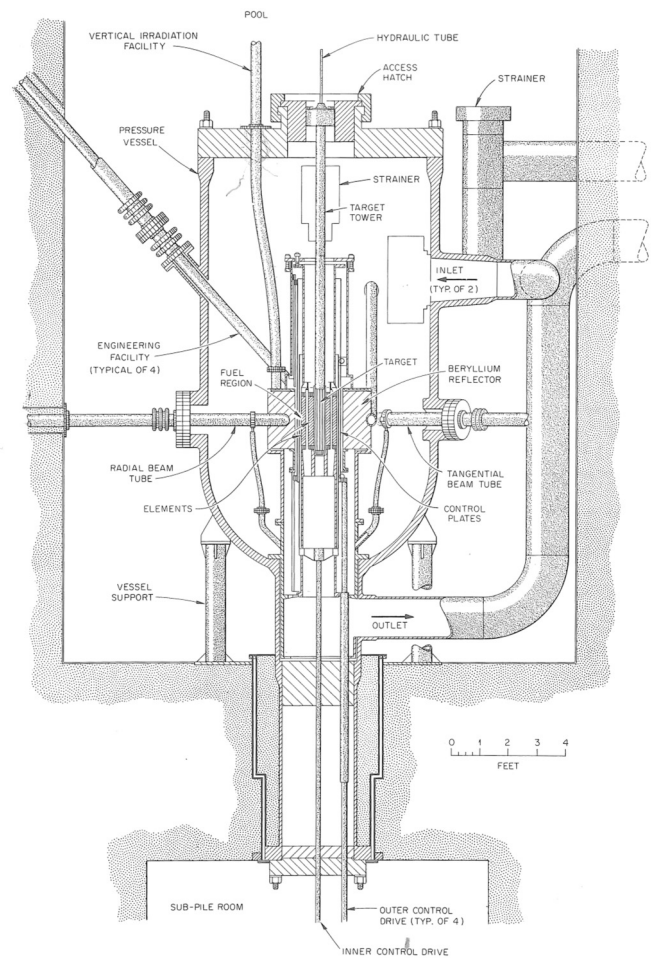 POOL
VERTICAL IRRADIATION
FACILITY
HYDRAULIC TUBE
ACCESS
HATCH
STRAINER
PRESSURE
VESSEL
STRAINER
TARGET
TOWER
INLET
(TYP. OF 2)
ENGINEERING
FACILITY
(TYPICAL OF 4)
FUEL
REGION
TARGET
BERYLLIUM
REFLECTOR
RADIAL BEAM
TUBE
TANGENTIAL
BEAM TUBE
ELEMENTS
CONTROL
PLATES
VESSEL
SUPPORT
OUTLET
0 1 2 3 4
FEET
SUB-PILE ROOM
OUTER CONTROL
DRIVE (TYP. OF 4)
INNER CONTROL DRIVE